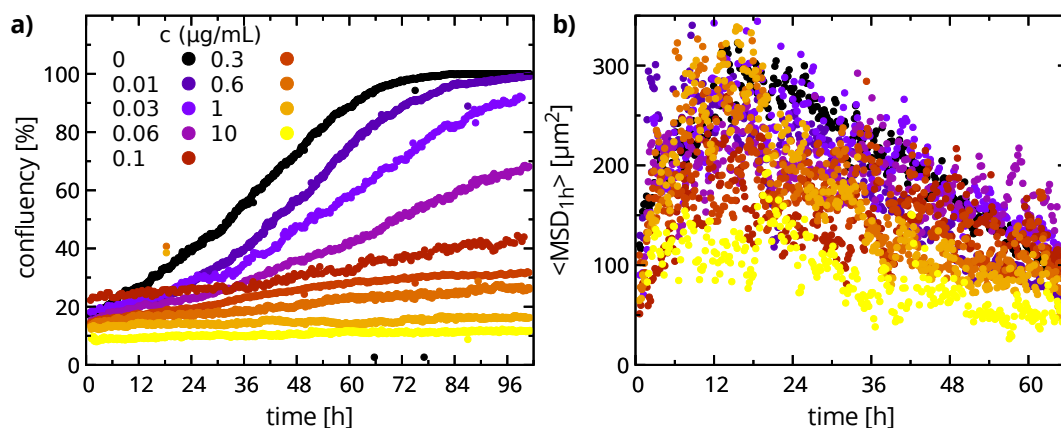 a)
c (μg/mL)
0 0.3
0.01 0.6
0.03 1
0.06 10
0.1
confluency [%]
100
80
60
40
20
0
0 12 24 36 48 60 72 84 96
time [h]
b)
<MSD1h> [μm²]
300
200
100
0
0 12 24 36 48 60
time [h]